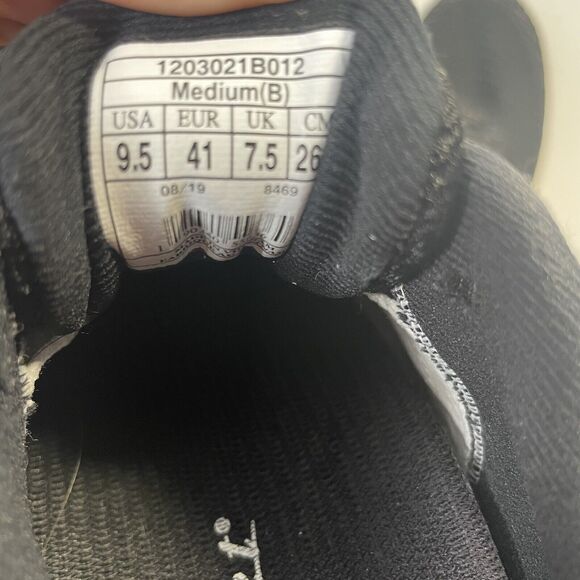 1203021B012
Medium(B)
USA EUR UK CM
9.5 41 7.5 26
08/19 8469